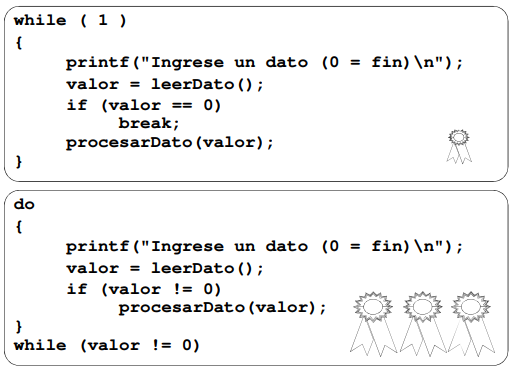 while ( 1 )
{
printf("Ingrese un dato (0 = fin)\n");
valor = leerDato();
if (valor == 0)
break;
procesarDato(valor);
}
do
{
printf("Ingrese un dato (0 = fin)\n");
valor = leerDato();
if (valor != 0)
procesarDato(valor);
}
while (valor != 0)